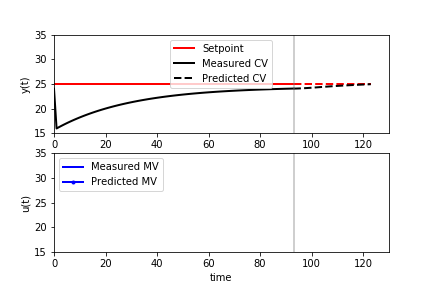 35
Setpoint
Measured CV
Predicted CV
30
y(t)
25
20
15
0 20 40 60 80 100 120
35
Measured MV
Predicted MV
30
u(t)
25
20
15
0 20 40 60 80 100 120
time